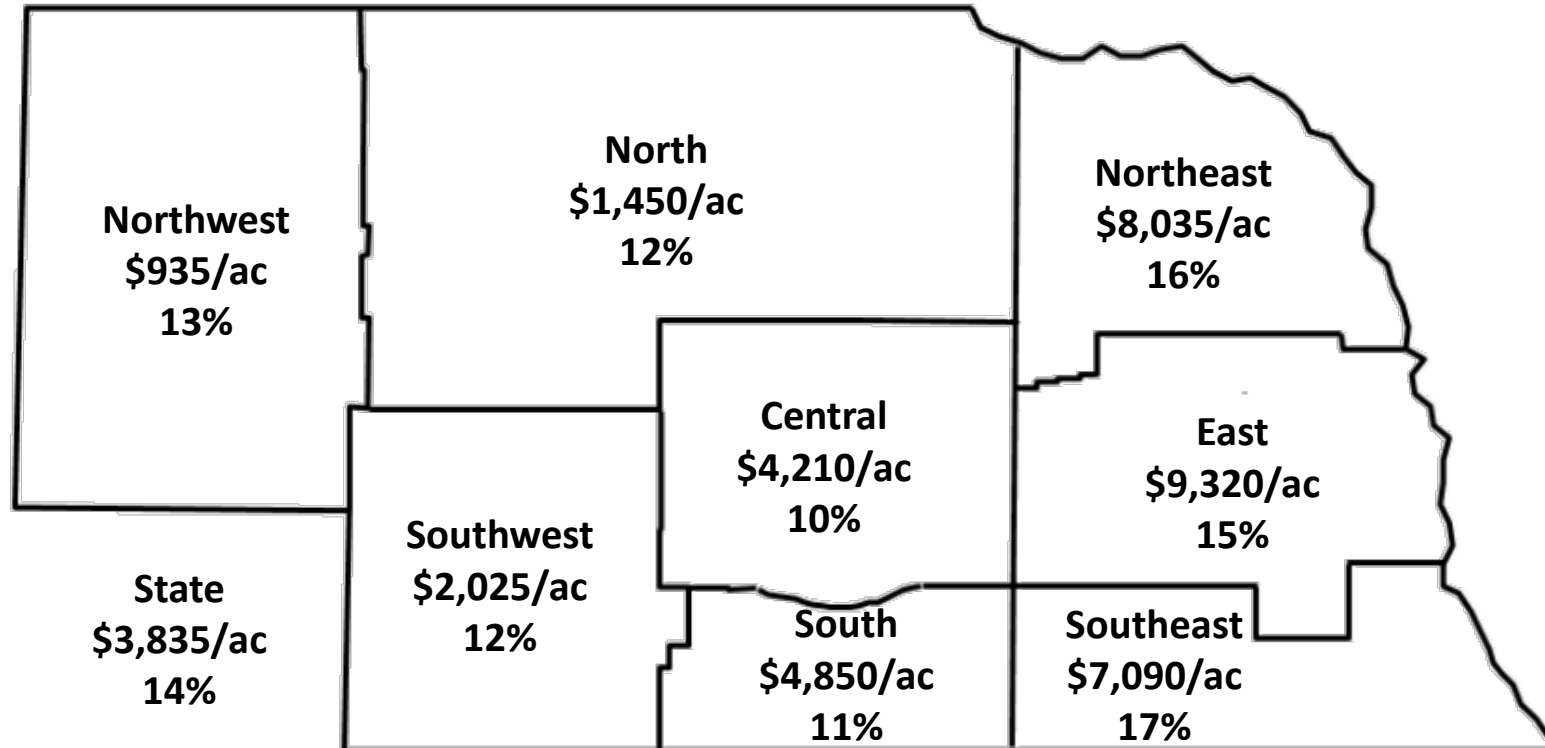 North
$1,450/ac
12%
Northeast
$8,035/ac
16%
Northwest
$935/ac
13%
Central
$4,210/ac
10%
East
$9,320/ac
15%
Southwest
$2,025/ac
12%
State
$3,835/ac
14%
South
$4,850/ac
11%
Southeast
$7,090/ac
17%